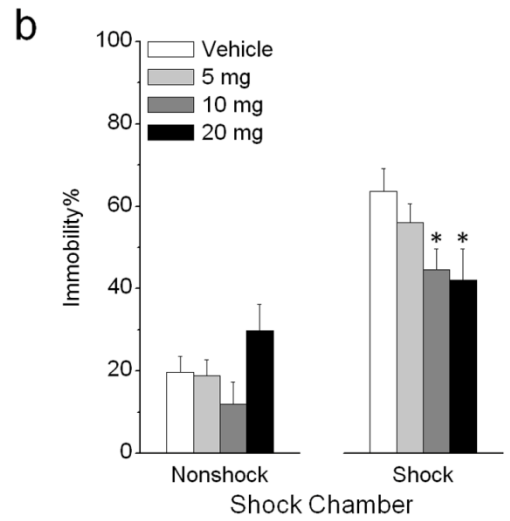 b
100
80
60
40
20
0
Immobility%
Vehicle
5 mg
10 mg
20 mg
* *
Nonshock Shock
Shock Chamber